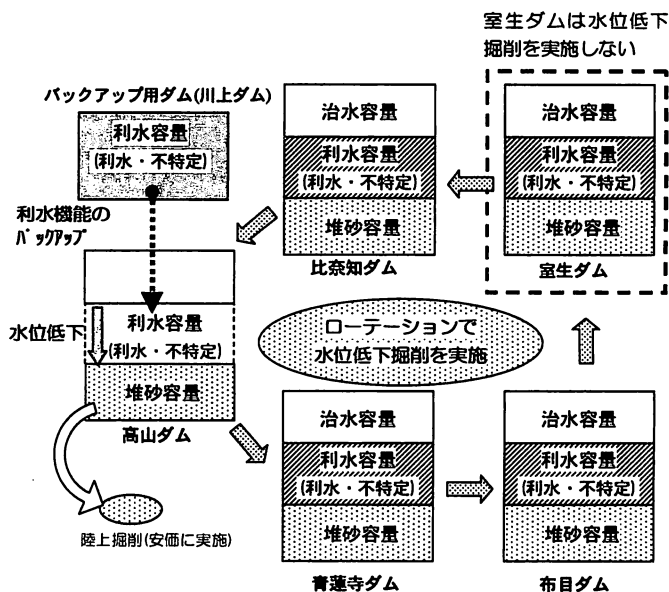 室生ダムは水位低下
掘削を実施しない
バックアップ用ダム(川上ダム)
利水容量
(利水・不特定)
利水機能の
バックアップ
治水容量
利水容量
(利水・不特定)
堆砂容量
比奈知ダム
治水容量
利水容量
(利水・不特定)
堆砂容量
室生ダム
水位低下
利水容量
(利水・不特定)
堆砂容量
高山ダム
ローテーションで
水位低下掘削を実施
陸上掘削(安価に実施)
治水容量
利水容量
(利水・不特定)
堆砂容量
青蓮寺ダム
治水容量
利水容量
(利水・不特定)
堆砂容量
布目ダム